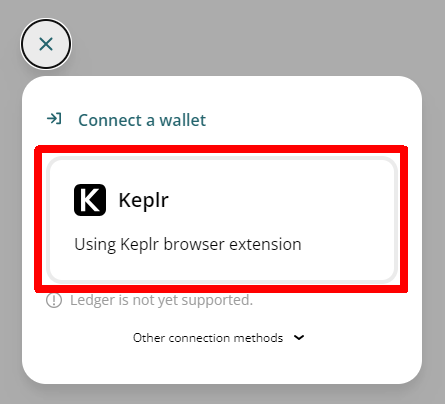 Connect a wallet
K Keplr
Using Keplr browser extension
Ledger is not yet supported.
Other connection methods